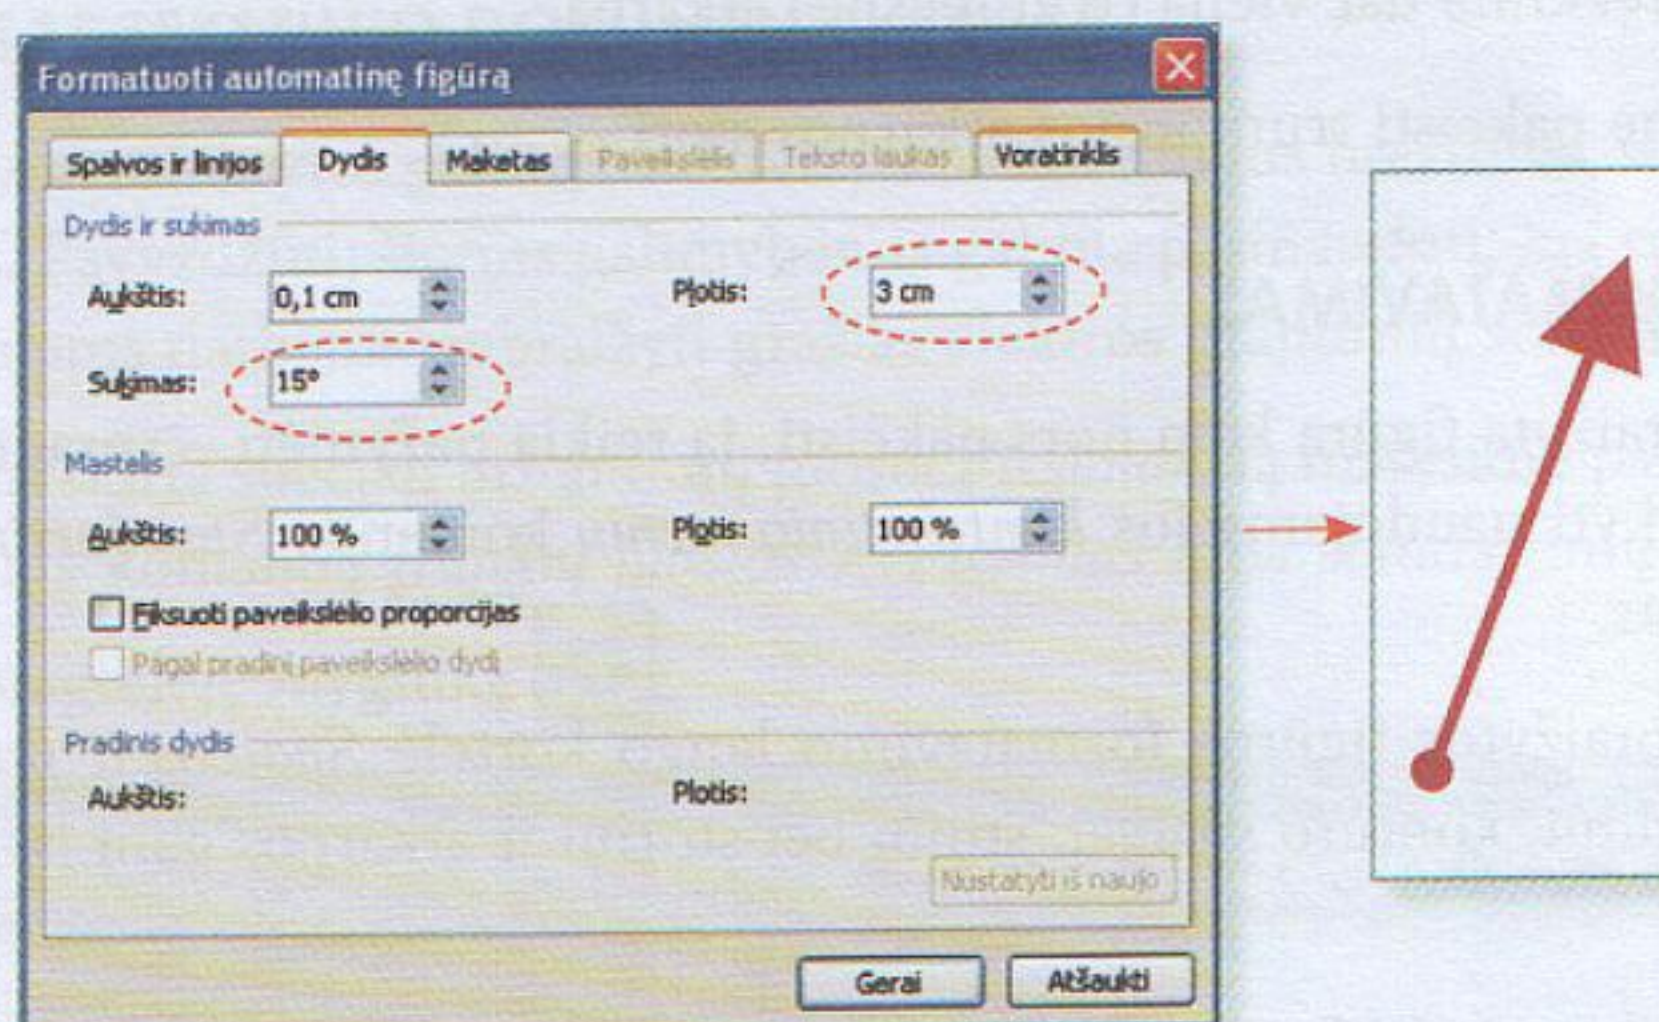 Formatuoti automatinę figūrą
Spalvos ir linijos Dydis Maketas Paveikslėlis Teksto laukas Voratinklis
Dydis ir sukimas
Aukštis: 0,1 cm Plotis: 3 cm
Sukimas: 15°
Mastelis
Aukštis: 100 % Plotis: 100 %
Fiksuoti paveikslėlio proporcijas
Pagal pradinį paveikslėlio dydį
Pradinis dydis
Aukštis: Plotis:
Nustatyti iš naujo
Gerai Atšaukti